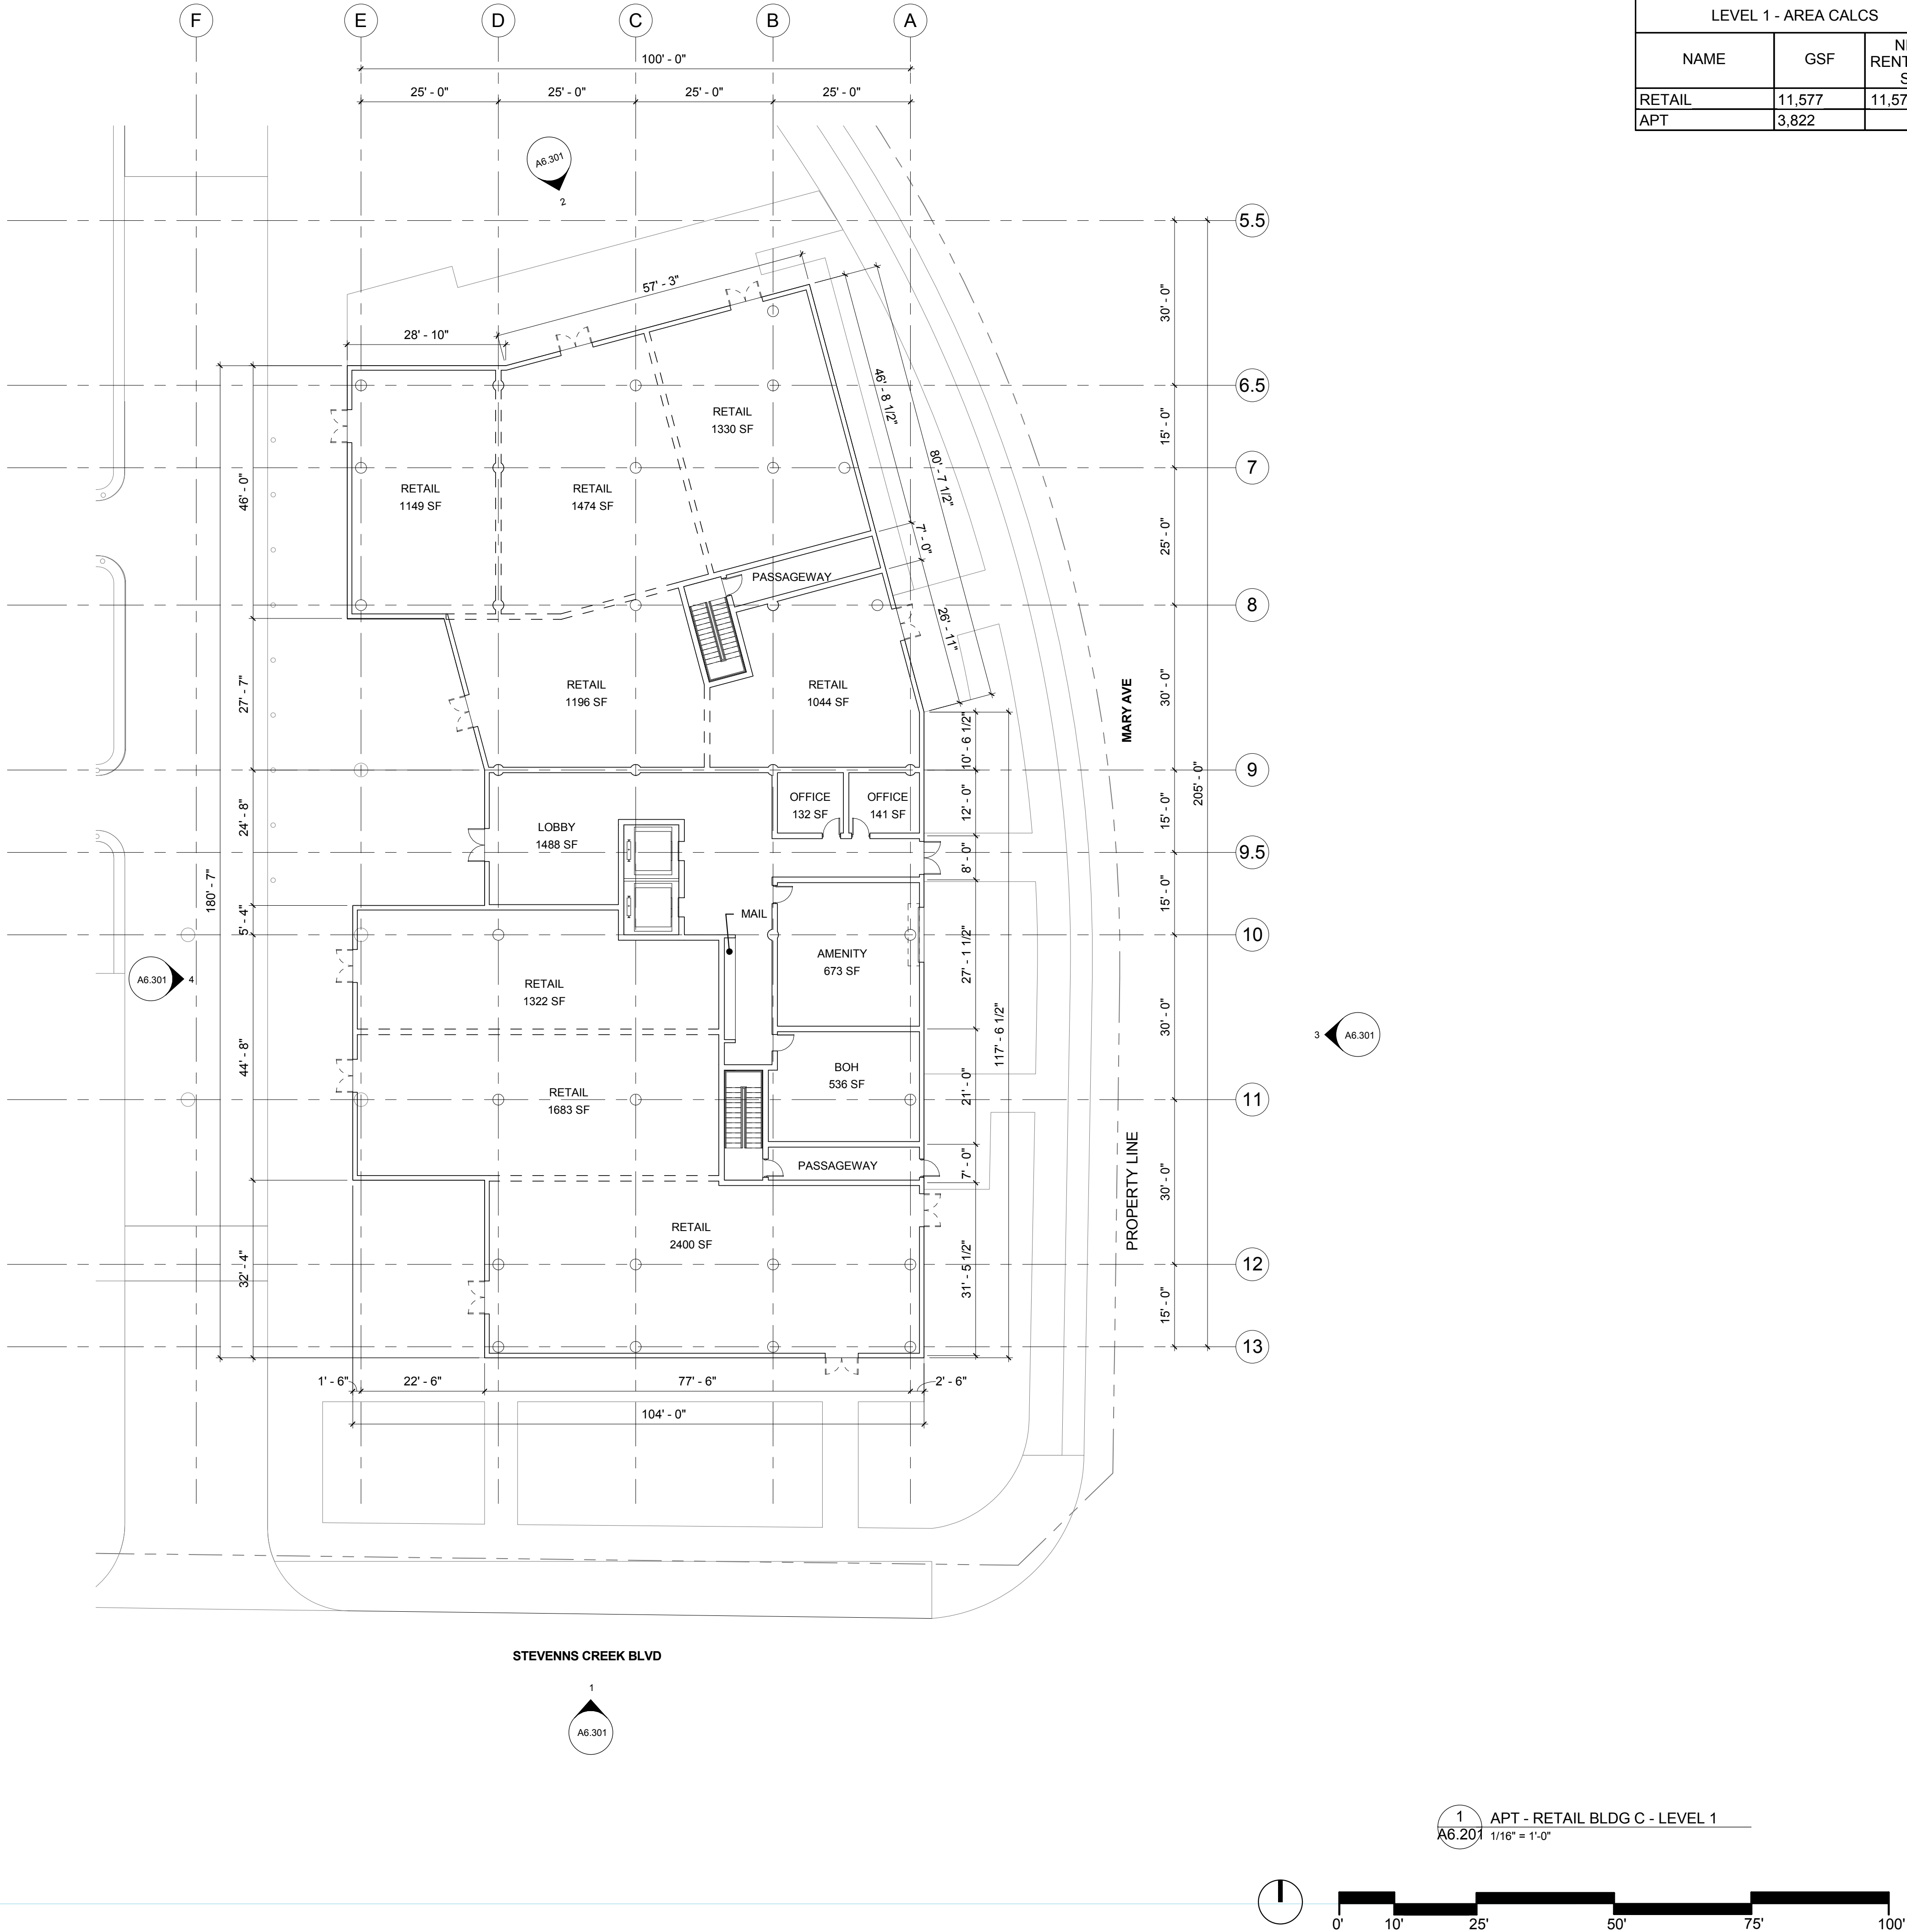 F
E
D
C
B
A
LEVEL 1 - AREA CALCS
NAME
GSF
RETAIL
11,577
APT
3,822
100' - 0"
25' - 0"
25' - 0"
25' - 0"
25' - 0"
A6.301
2
5.5
57' - 3"
30' - 0"
28' - 10"
6.5
46' - 8 1/2"
RETAIL
1330 SF
15' - 0"
80' - 7 1/2"
7
46' - 0"
RETAIL
1149 SF
RETAIL
1474 SF
7' - 0"
25' - 0"
PASSAGEWAY
8
26' - 11"
27' - 7"
RETAIL
1196 SF
RETAIL
1044 SF
MARY AVE
30' - 0"
10' - 6 1/2"
9
205' - 0"
24' - 8"
LOBBY
1488 SF
OFFICE
132 SF
OFFICE
141 SF
12' - 0"
15' - 0"
8' - 0"
9.5
180' - 7"
15' - 0"
5' - 4"
MAIL
10
A6.301
4
AMENITY
673 SF
27' - 1 1/2"
RETAIL
1322 SF
117' - 6 1/2"
30' - 0"
3
A6.301
44' - 8"
BOH
536 SF
21' - 0"
RETAIL
1683 SF
11
PASSAGEWAY
7' - 0"
PROPERTY LINE
30' - 0"
RETAIL
2400 SF
32' - 4"
31' - 5 1/2"
12
15' - 0"
13
1' - 6"
22' - 6"
77' - 6"
2' - 6"
104' - 0"
STEVENNS CREEK BLVD
1
A6.301
1
A6.201
APT - RETAIL BLDG C - LEVEL 1
1/16" = 1'-0"
0'
10'
25'
50'
75'
100'